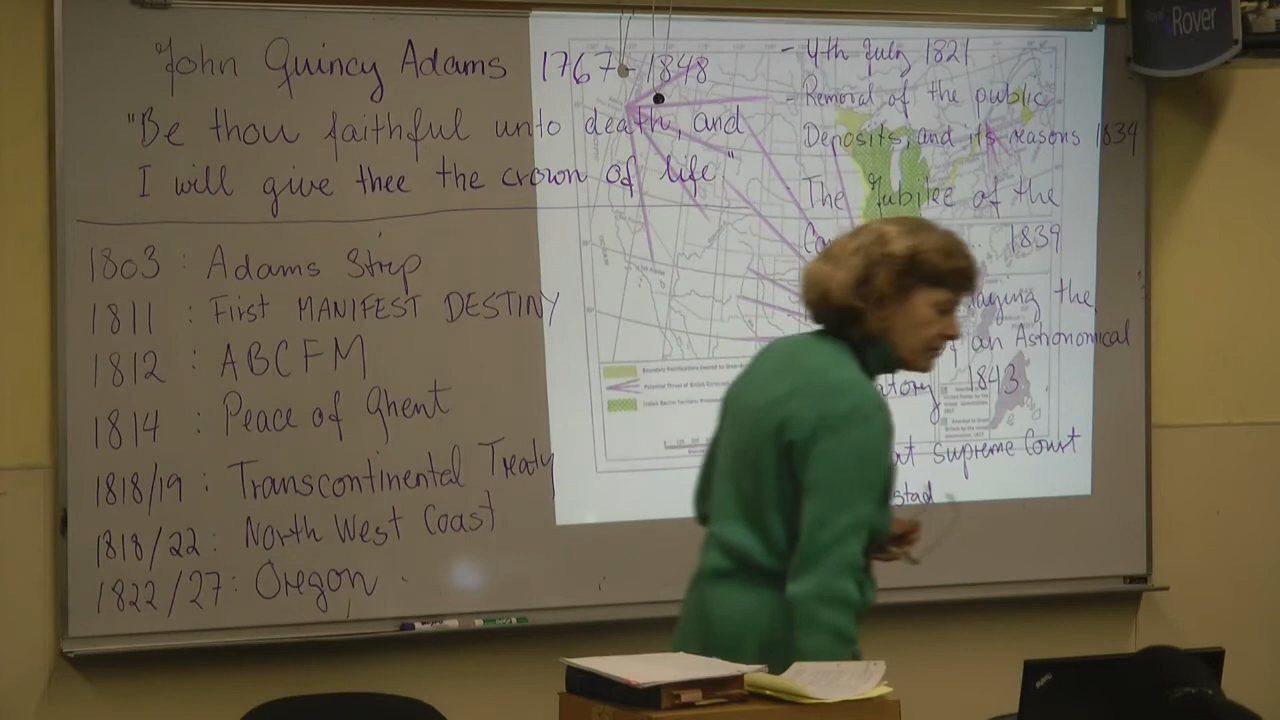 John Quincy Adams 1767-1848
"Be thou faithful unto death, and
I will give thee the crown of life."
1803 : Adams Strip
1811 : First MANIFEST DESTINY
1812 : ABCFM
1814 : Peace of Ghent
1818/19 : Transcontinental Treaty
1818/22 : North West Coast
1822/27 : Oregon
- 4th July 1821
- Removal of the public
Deposits, and its reasons 1834
- The Jubilee of the
1839
laying the
an Astronomical
1843
at Supreme Court
Rover